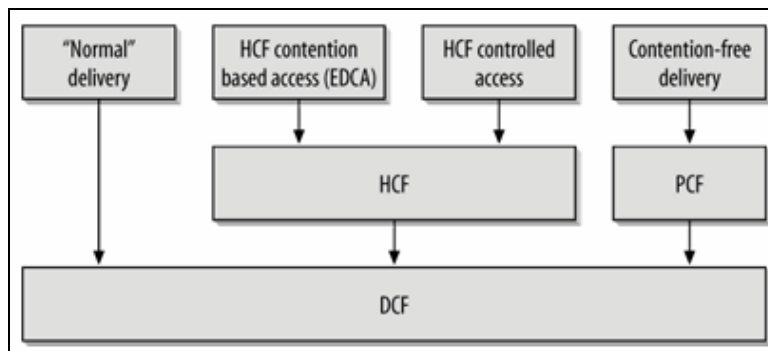 “Normal”
delivery
HCF contention
based access (EDCA)
HCF controlled
access
Contention-free
delivery
HCF
PCF
DCF